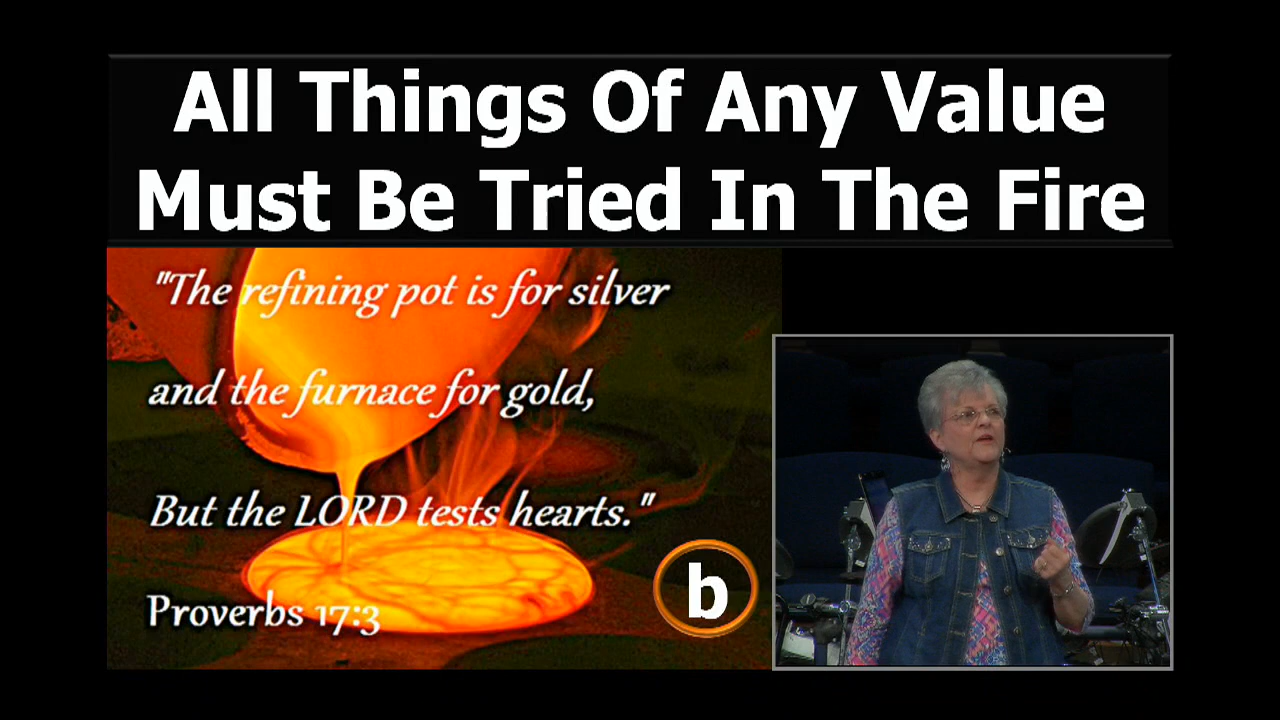 All Things Of Any Value
Must Be Tried In The Fire
"The refining pot is for silver
and the furnace for gold,
But the LORD tests hearts."
b
Proverbs 17:3